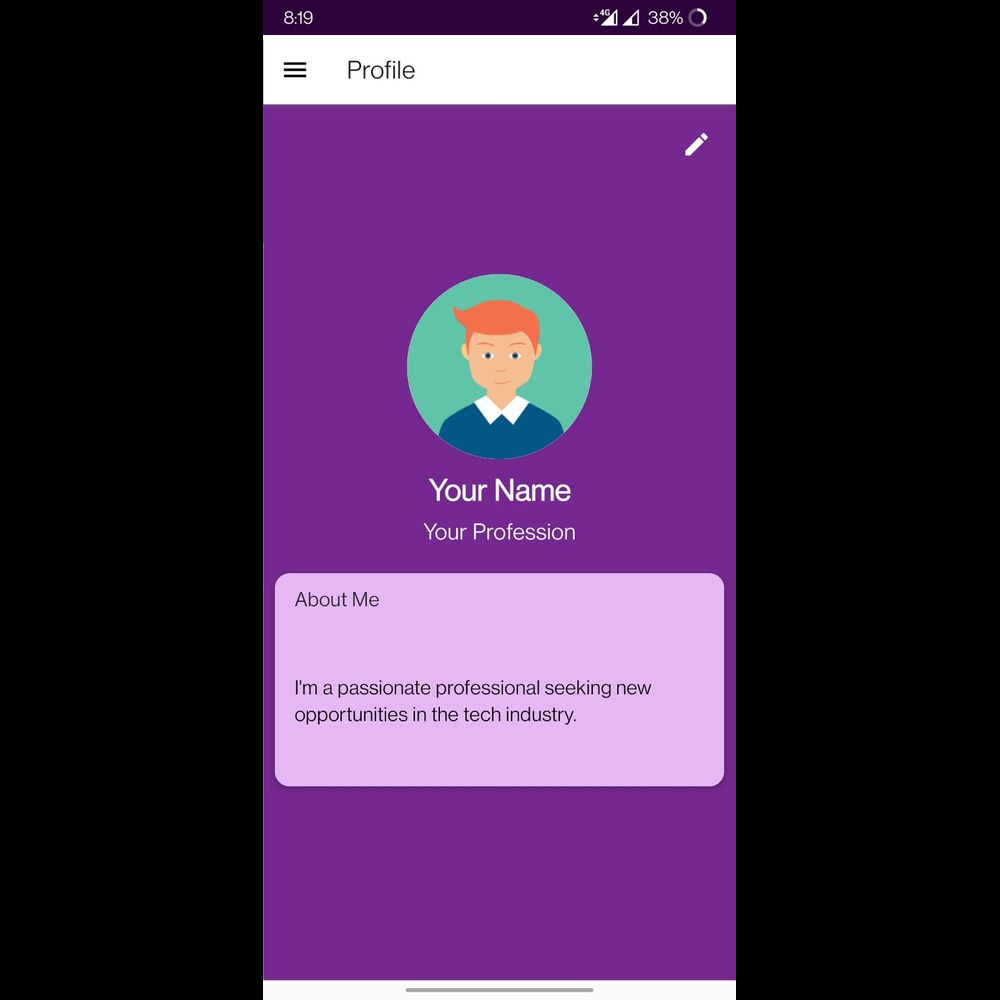 8:19
4G
38%
Profile
Your Name
Your Profession
About Me
I'm a passionate professional seeking new
opportunities in the tech industry.